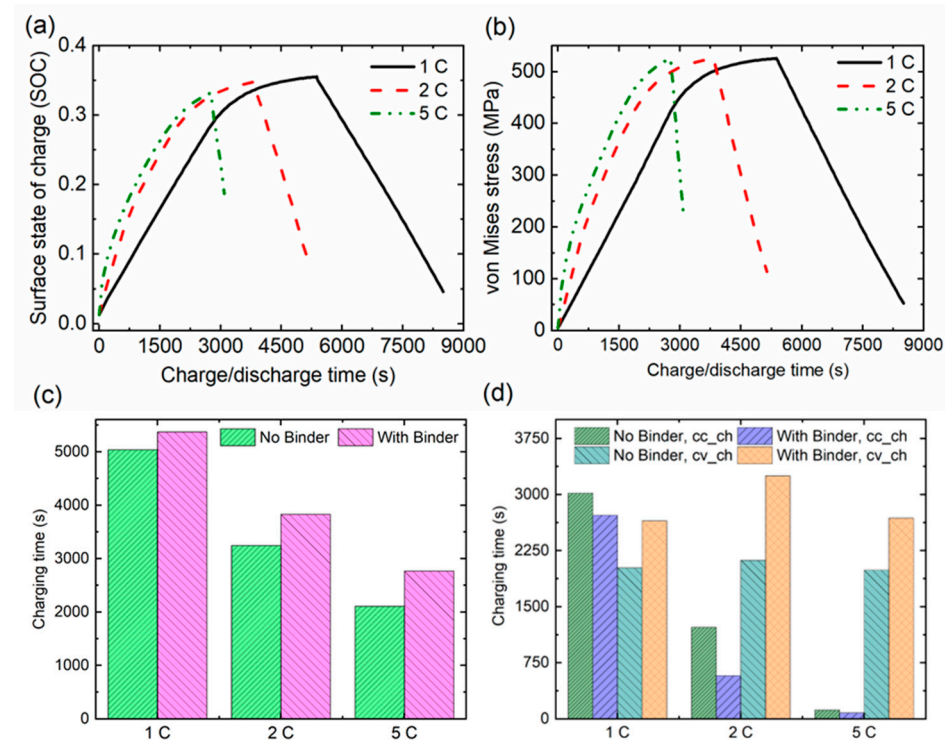 (a)
0.4
0.3
0.2
0.1
0.0
Surface state of charge (SOC)
1 C
2 C
5 C
0 1500 3000 4500 6000 7500 9000
Charge/discharge time (s)
(b)
500
400
300
200
100
0
von Mises stress (MPa)
1 C
2 C
5 C
0 1500 3000 4500 6000 7500 9000
Charge/discharge time (s)
(c)
5000
4000
3000
2000
1000
0
Charging time (s)
No Binder With Binder
1 C 2 C 5 C
(d)
3750
3000
2250
1500
750
0
Charging time (s)
No Binder, cc_ch With Binder, cc_ch
No Binder, cv_ch With Binder, cv_ch
1 C 2 C 5 C